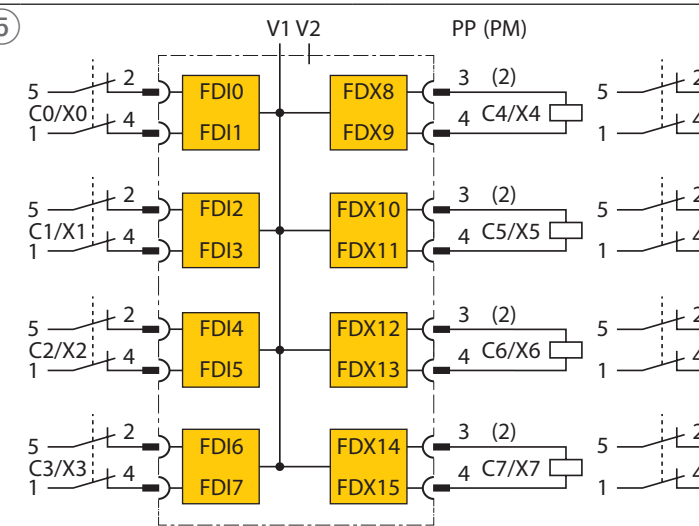 5
V1 V2
PP (PM)
5 2 FDI0 FDX8 3 (2) 5 2
C0/X0 C4/X4
1 4 FDI1 FDX9 4 1 4
5 2 FDI2 FDX10 3 (2) 5 2
C1/X1 C5/X5
1 4 FDI3 FDX11 4 1 4
5 2 FDI4 FDX12 3 (2) 5 2
C2/X2 C6/X6
1 4 FDI5 FDX13 4 1 4
5 2 FDI6 FDX14 3 (2) 5 2
C3/X3 C7/X7
1 4 FDI7 FDX15 4 1 4